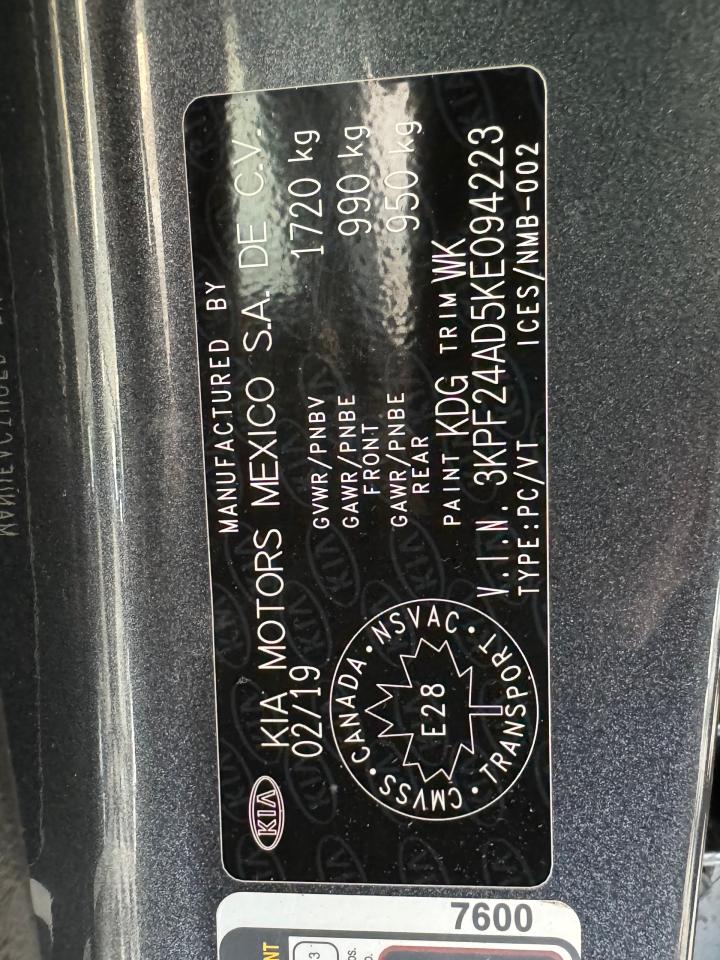 MANUFACTURED BY
KIA KIA MOTORS MEXICO S.A. DE C.V.
02/19
GVWR/PNBV 1720 kg
GAWR/PNBE FRONT 990 kg
GAWR/PNBE REAR 950 kg
PAINT KDG TRIM WK
V.I.N. 3KPF24AD5KE094223
TYPE:PC/VT ICES/NMB-002
CANADA • NSVAC • TRANSPORT • CMVSS •
E28
7600
3